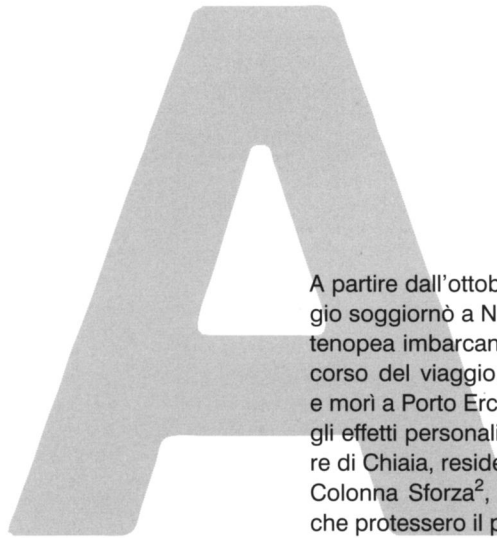 A
A partire dall'ottob
gio soggiornò a N
tenopea imbarcan
corso del viaggio
e morì a Porto Erc
gli effetti personali
re di Chiaia, reside
Colonna Sforza², 
che protessero il p